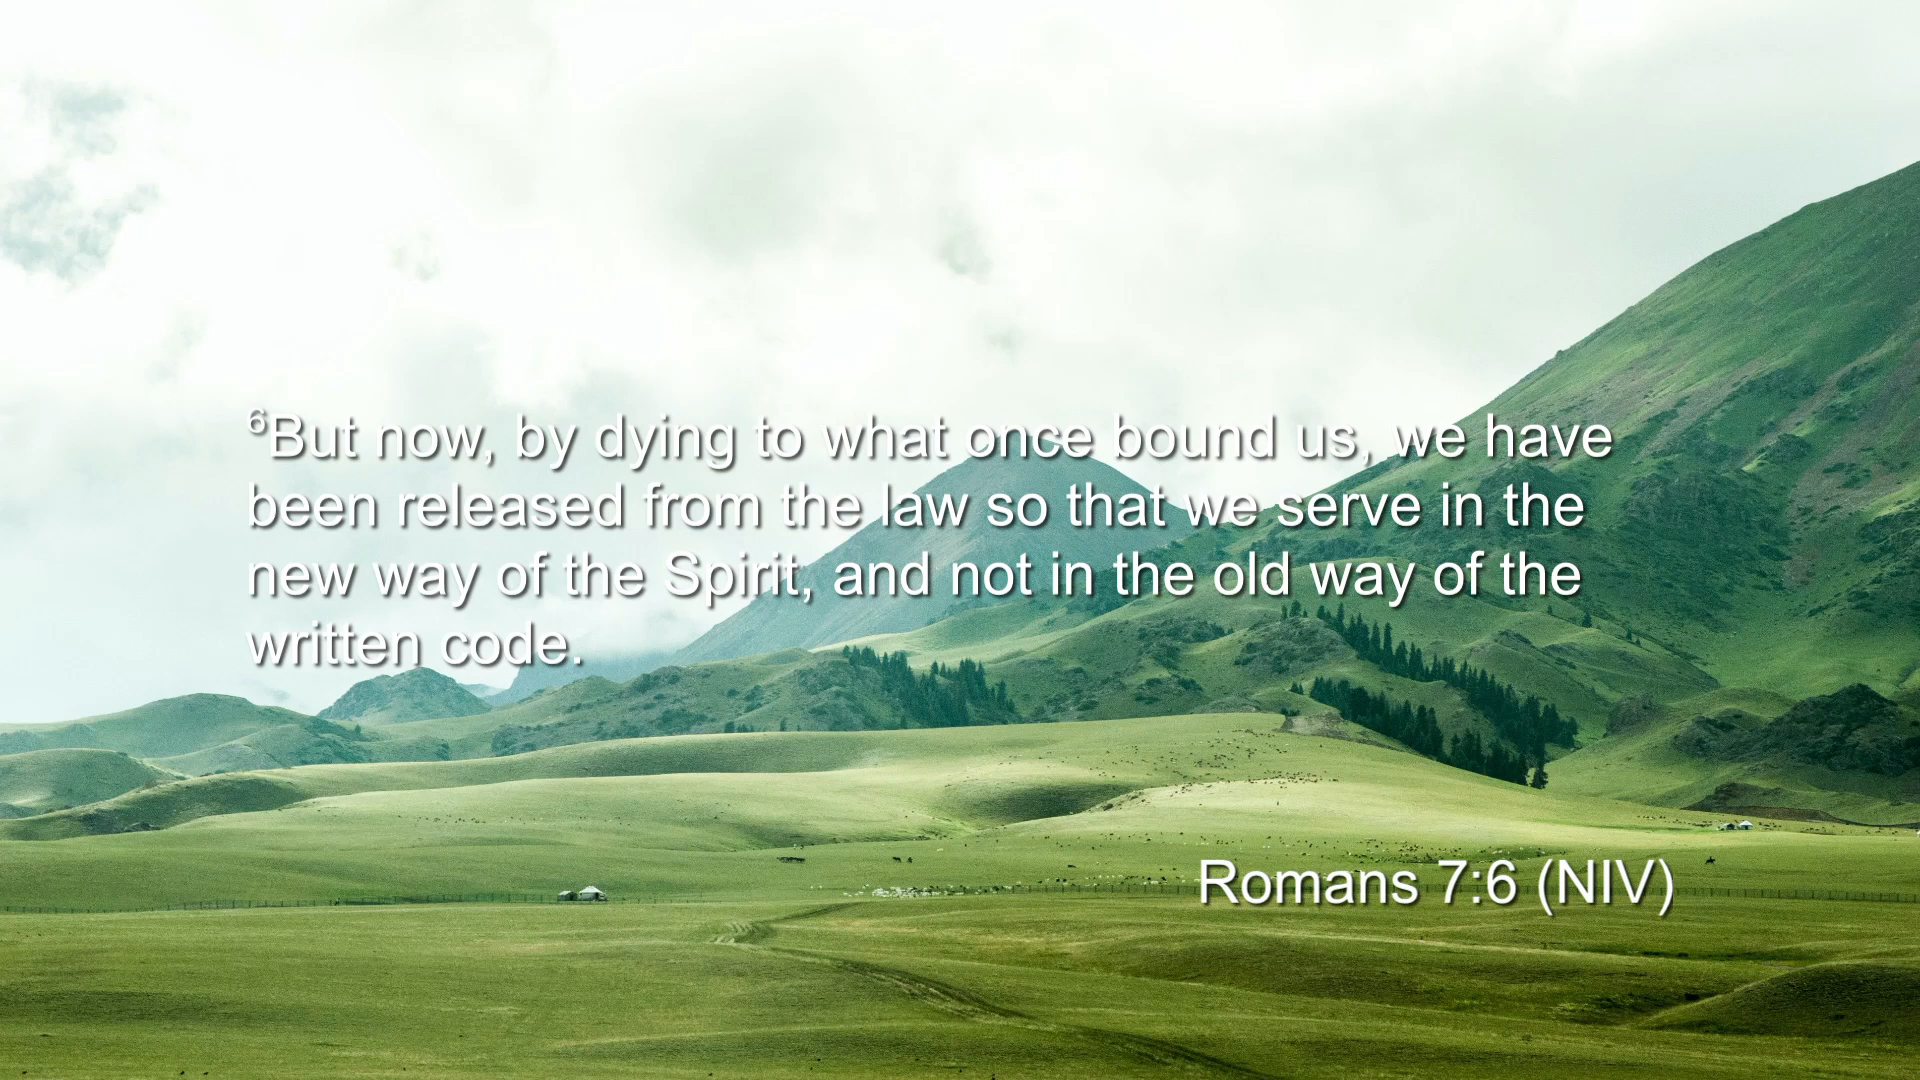 ⁶But now, by dying to what once bound us, we have
been released from the law so that we serve in the
new way of the Spirit, and not in the old way of the
written code.
Romans 7:6 (NIV)